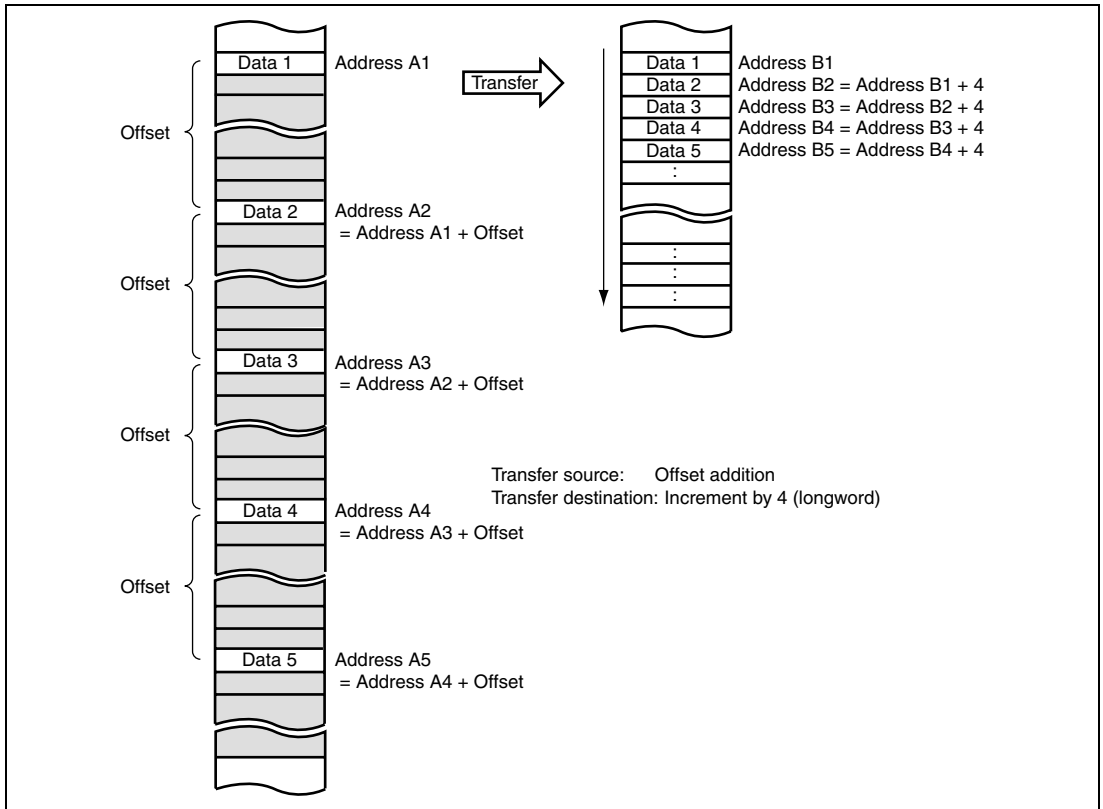 Data 1
Address A1
Offset
Data 2
Address A2
= Address A1 + Offset
Offset
Data 3
Address A3
= Address A2 + Offset
Offset
Data 4
Address A4
= Address A3 + Offset
Offset
Data 5
Address A5
= Address A4 + Offset
Transfer
Data 1
Address B1
Data 2
Address B2 = Address B1 + 4
Data 3
Address B3 = Address B2 + 4
Data 4
Address B4 = Address B3 + 4
Data 5
Address B5 = Address B4 + 4
:
:
:
:
Transfer source: Offset addition
Transfer destination: Increment by 4 (longword)